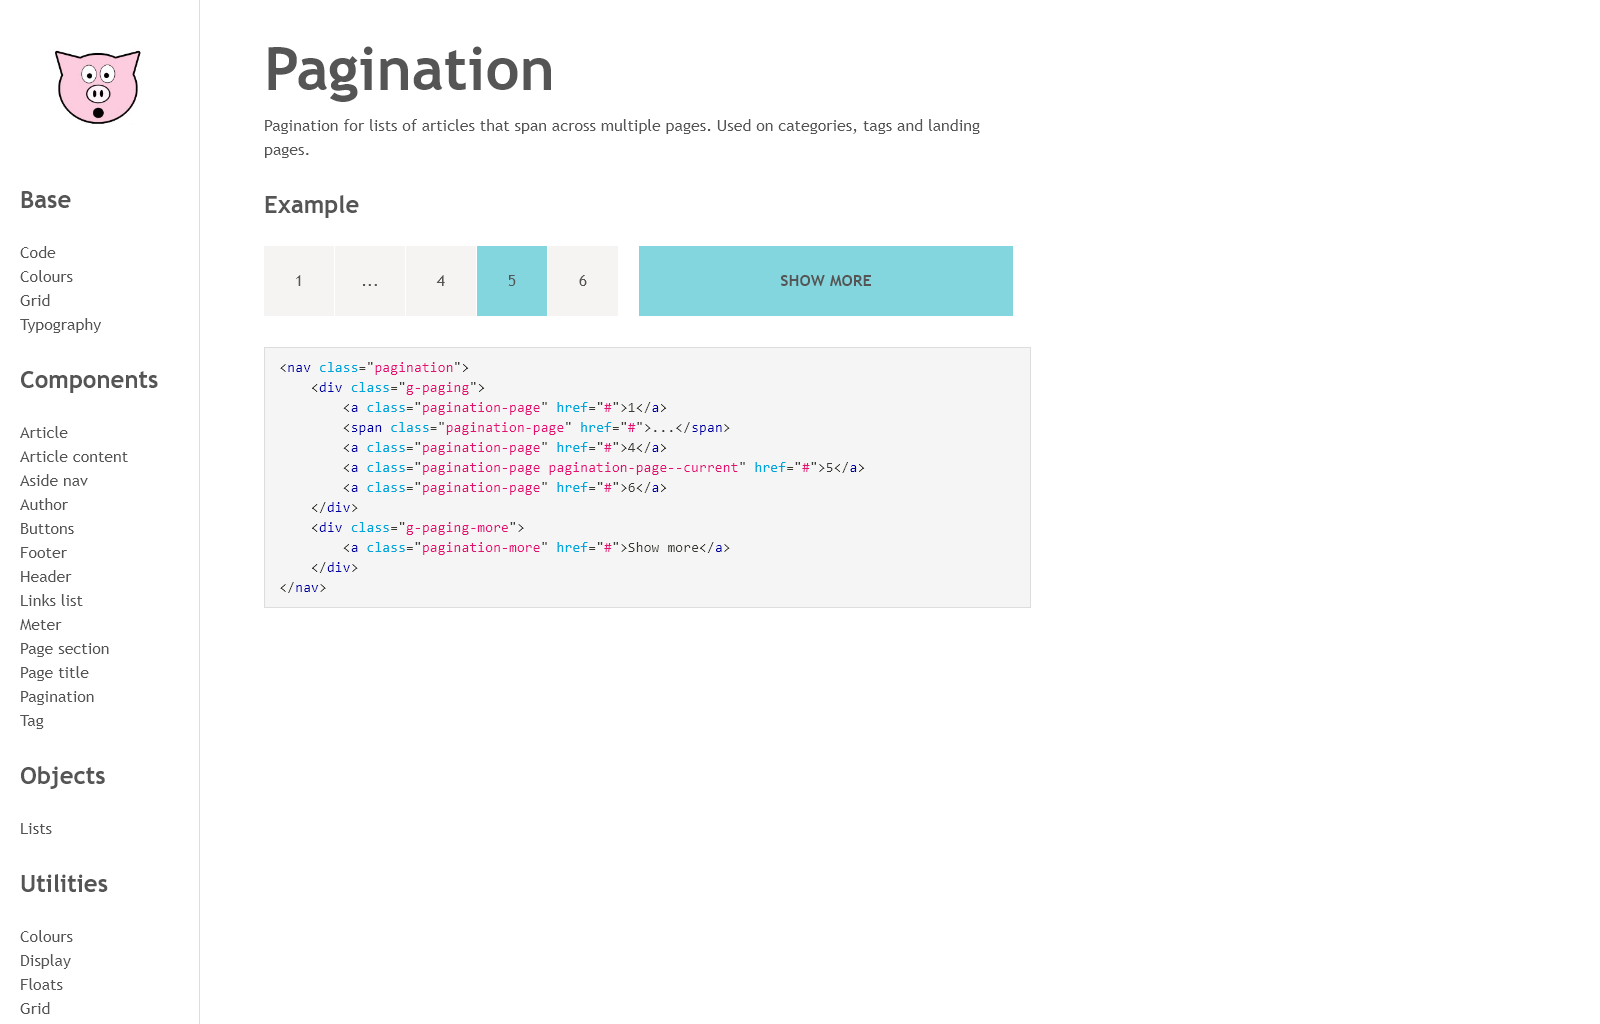 Base
Code
Colours
Grid
Typography
Components
Article
Article content
Aside nav
Author
Buttons
Footer
Header
Links list
Meter
Page section
Page title
Pagination
Tag
Objects
Lists
Utilities
Colours
Display
Floats
Grid
Pagination
Pagination for lists of articles that span across multiple pages. Used on categories, tags and landing
pages.
Example
1 ... 4 5 6 SHOW MORE
<nav class="pagination">
    <div class="g-paging">
        <a class="pagination-page" href="#">1</a>
        <span class="pagination-page" href="#">...</span>
        <a class="pagination-page" href="#">4</a>
        <a class="pagination-page pagination-page--current" href="#">5</a>
        <a class="pagination-page" href="#">6</a>
    </div>
    <div class="g-paging-more">
        <a class="pagination-more" href="#">Show more</a>
    </div>
</nav>